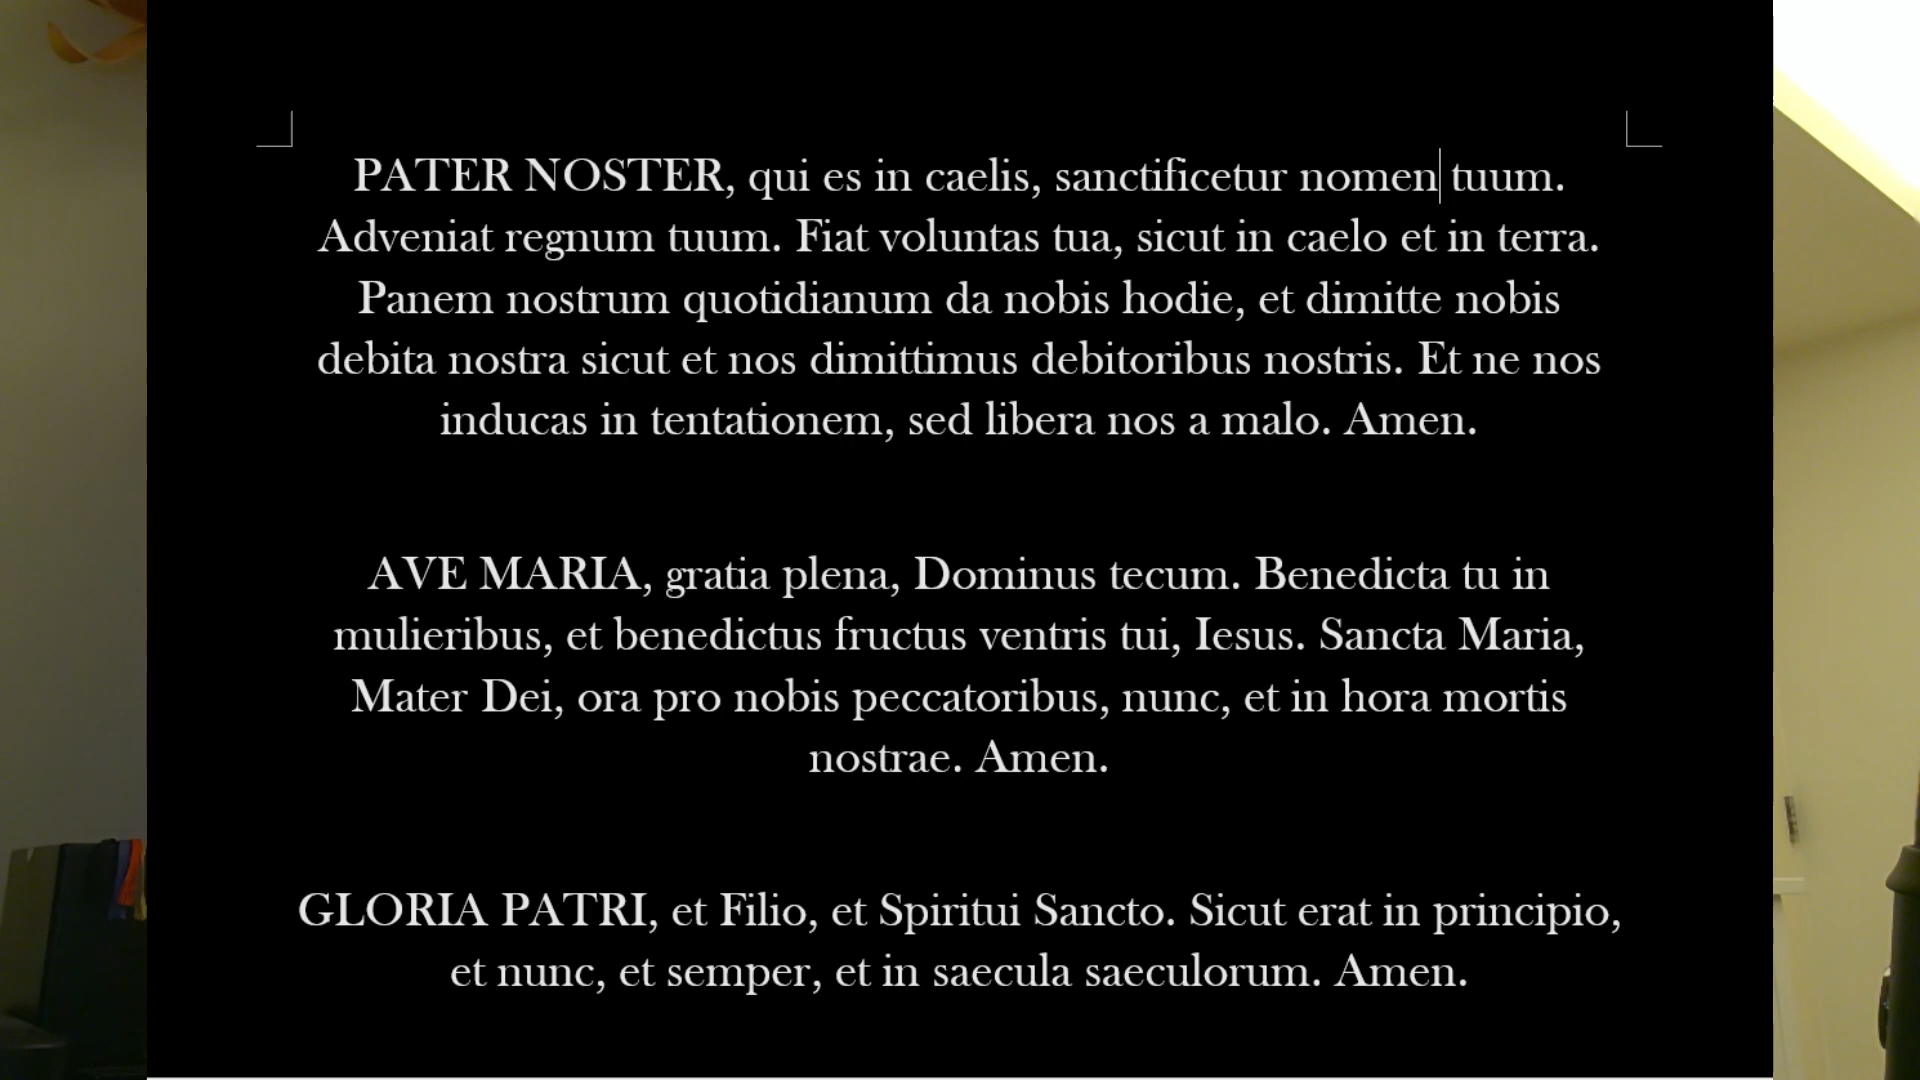 PATER NOSTER, qui es in caelis, sanctificetur nomen tuum.
Adveniat regnum tuum. Fiat voluntas tua, sicut in caelo et in terra.
Panem nostrum quotidianum da nobis hodie, et dimitte nobis
debita nostra sicut et nos dimittimus debitoribus nostris. Et ne nos
inducas in tentationem, sed libera nos a malo. Amen.
AVE MARIA, gratia plena, Dominus tecum. Benedicta tu in
mulieribus, et benedictus fructus ventris tui, Iesus. Sancta Maria,
Mater Dei, ora pro nobis peccatoribus, nunc, et in hora mortis
nostrae. Amen.
GLORIA PATRI, et Filio, et Spiritui Sancto. Sicut erat in principio,
et nunc, et semper, et in saecula saeculorum. Amen.